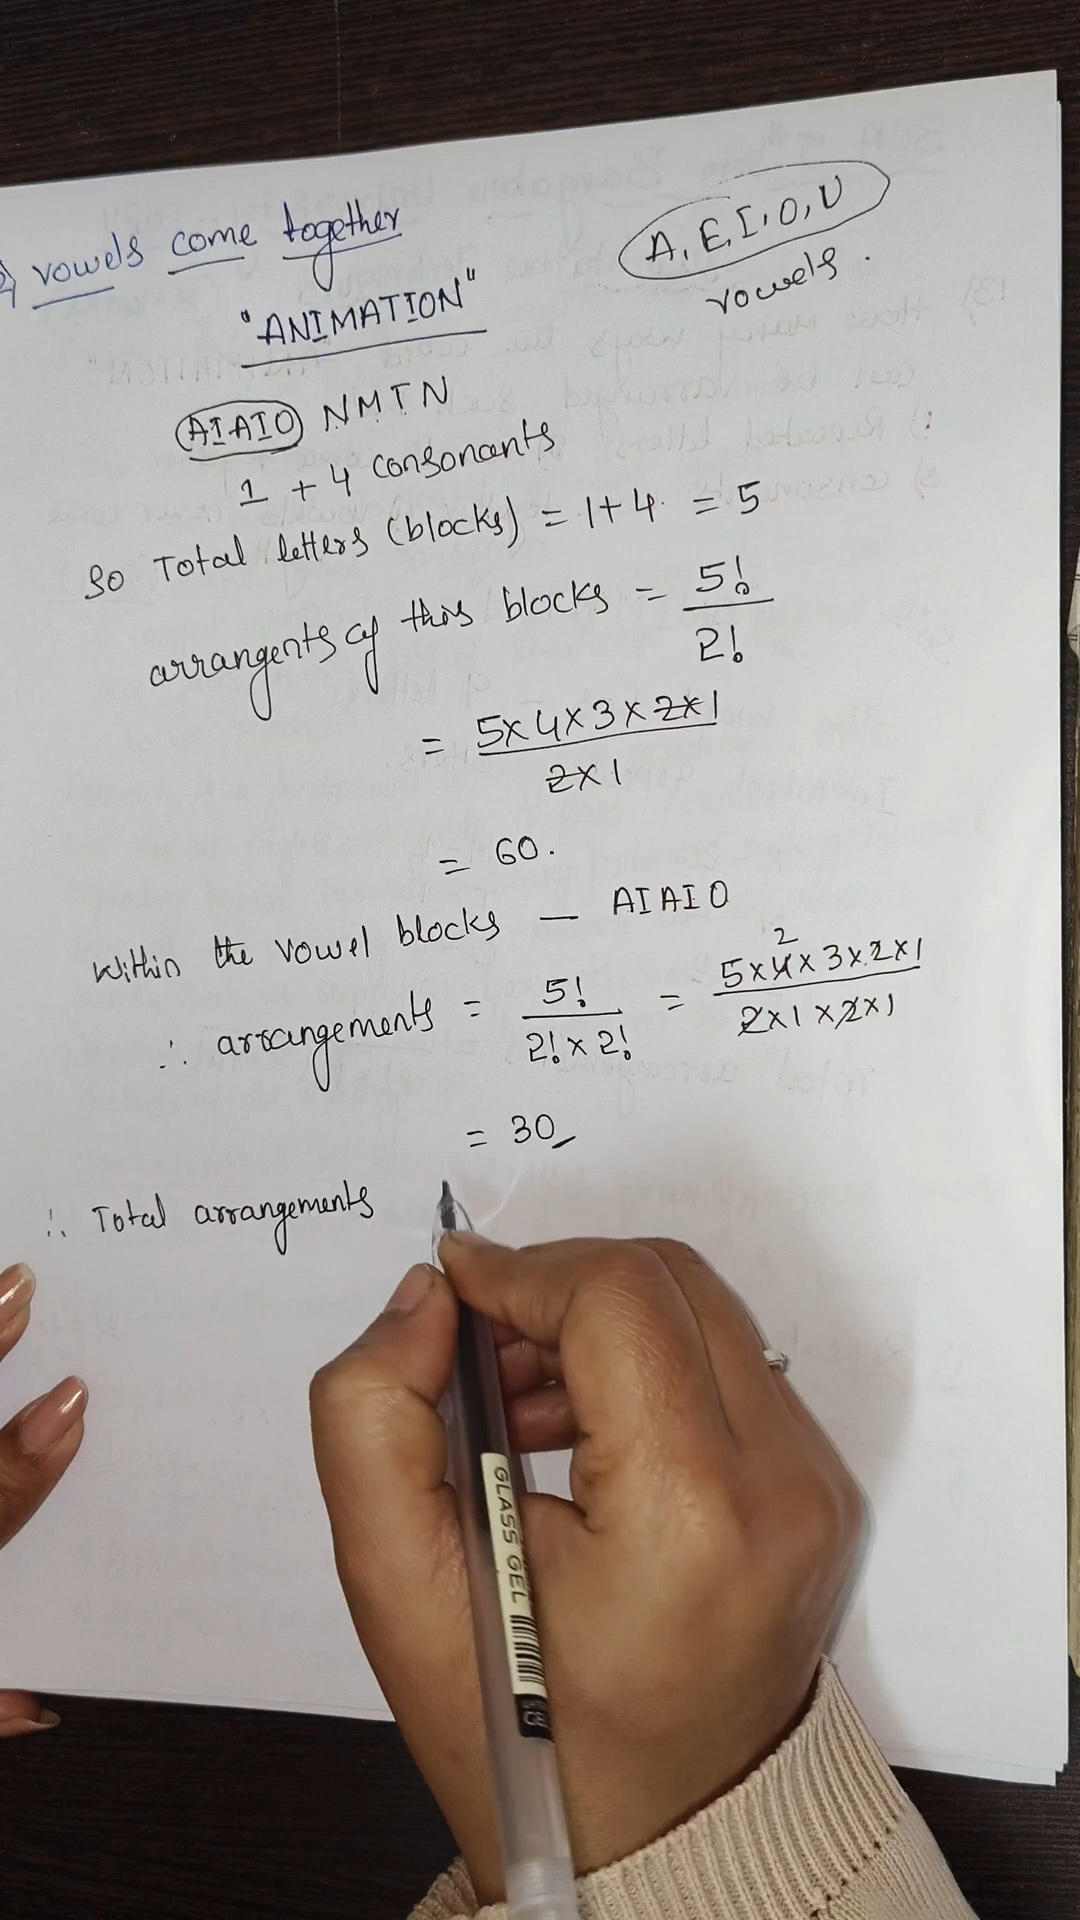 vowels come together
A, E, I, O, U
vowels.
"ANIMATION"
AIAIO NMTN
1 + 4 consonants
So Total letters (blocks) = 1+4. = 5
arrangents of this blocks = 5!
2!
= 5×4×3×2×1
2×1
= 60.
Within the vowel blocks — AIAIO
∴ arrangements = 5! = 5×4×3×2×1
2
2!×2! 2×1×2×1
= 30
∴ Total arrangements
GLASS GEL